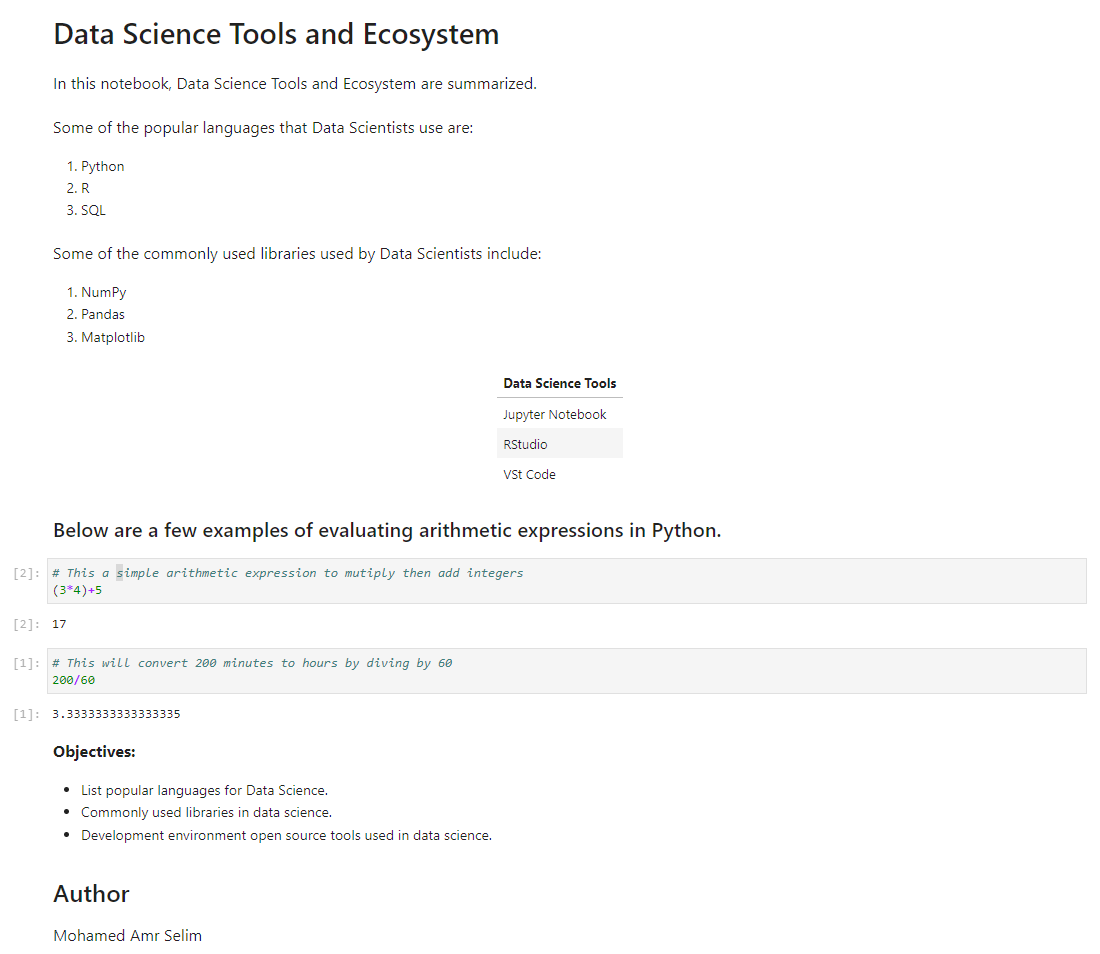 Data Science Tools and Ecosystem
In this notebook, Data Science Tools and Ecosystem are summarized.
Some of the popular languages that Data Scientists use are:
1. Python
2. R
3. SQL
Some of the commonly used libraries used by Data Scientists include:
1. NumPy
2. Pandas
3. Matplotlib
Data Science Tools
Jupyter Notebook
RStudio
VSt Code
Below are a few examples of evaluating arithmetic expressions in Python.
[2]: # This a simple arithmetic expression to mutiply then add integers
(3*4)+5
[2]: 17
[1]: # This will convert 200 minutes to hours by diving by 60
200/60
[1]: 3.3333333333333335
Objectives:
• List popular languages for Data Science.
• Commonly used libraries in data science.
• Development environment open source tools used in data science.
Author
Mohamed Amr Selim